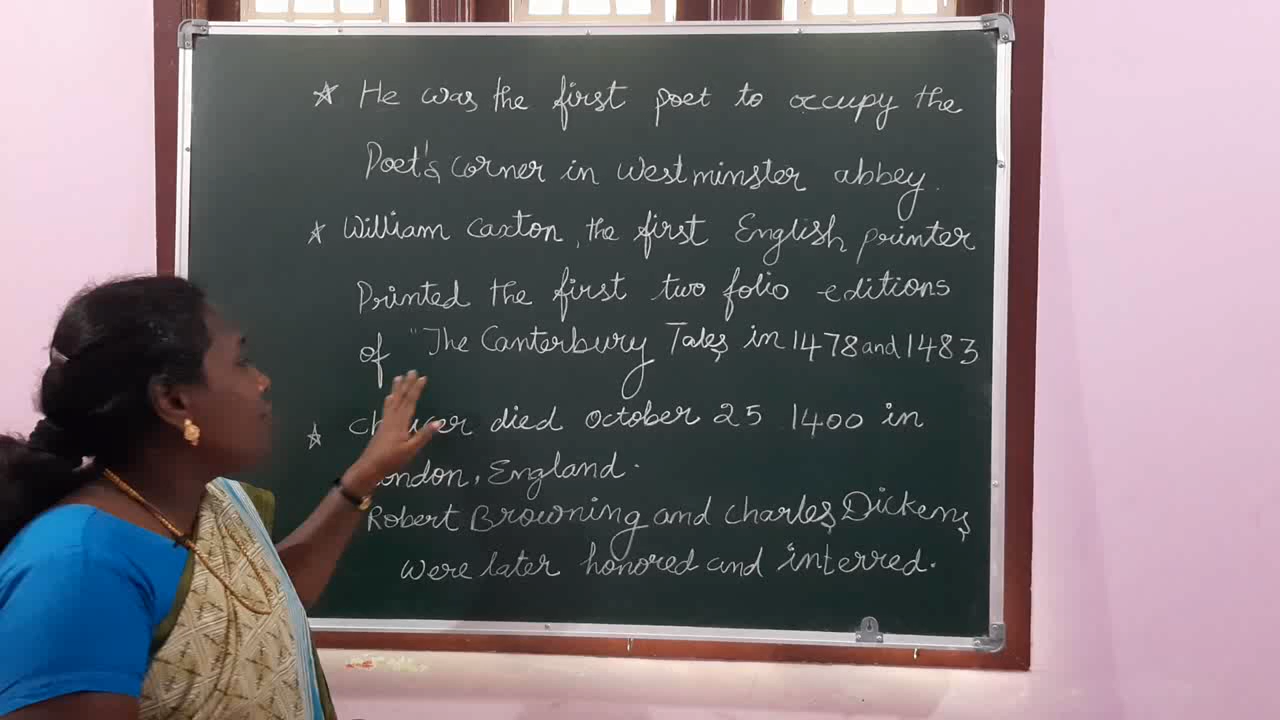 ☆ He was the first poet to occupy the
Poet's corner in westminster abbey.
☆ William Caxton, the first English printer
Printed the first two folio editions
of "The Canterbury Tales in 1478 and 1483
☆ died october 25 1400 in
England.
Robert Browning and Charles Dickens
were later honored and interred.